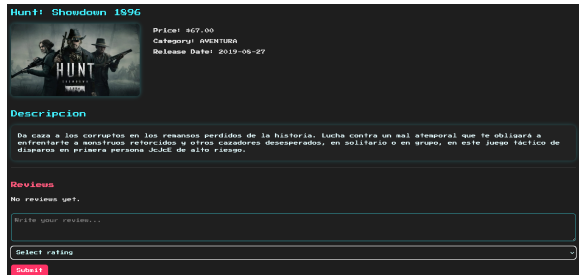 Hunt: Showdown 1896
HUNT
Price: $67.00
Category: AVENTURA
Release Date: 2019-08-27
Descripcion
Da caza a los corruptos en los remansos perdidos de la historia. Lucha contra un mal atemporal que te obligará a
enfrentarte a monstruos retorcidos y otros cazadores desesperados, en solitario o en grupo, en este juego táctico de
disparos en primera persona JcJcE de alto riesgo.
Reviews
No reviews yet.
Write your review...
Select rating
Submit